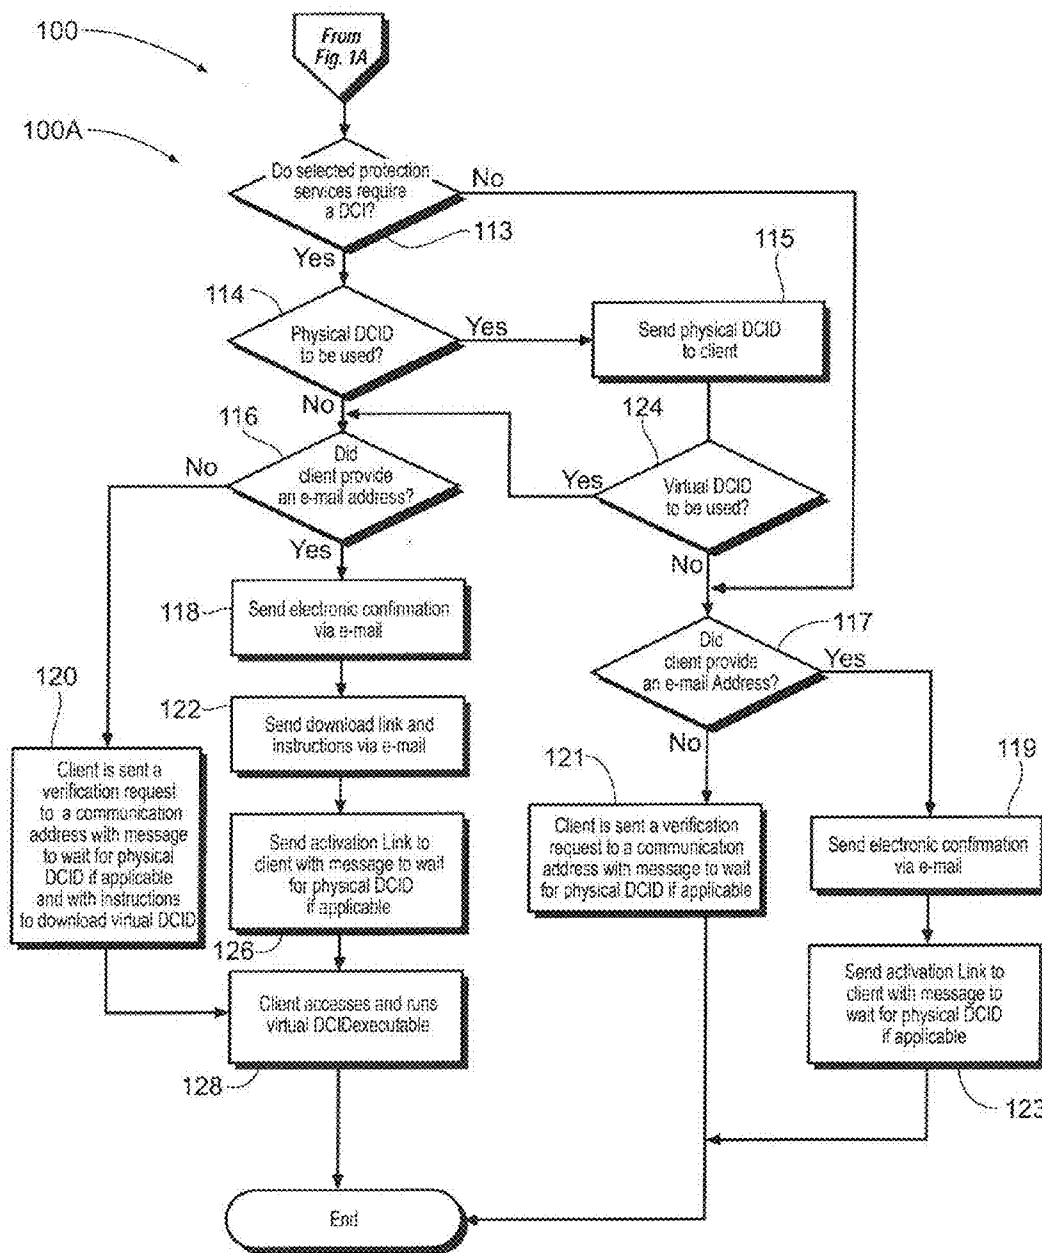 100
From
Fig. 1A
100A
Do selected protection
services require
a DCI?
No
113
Yes
115
114
Physical DCID
to be used?
Yes
Send physical DCID
to client
No
124
116
Did
client provide
an e-mail address?
No
Yes
Virtual DCID
to be used?
Yes
No
118
Send electronic confirmation
via e-mail
117
Did
client provide
an e-mail Address?
Yes
120
122
Send download link and
instructions via e-mail
No
121
119
Client is sent a
verification request
to a communication
address with message
to wait for physical
DCID if applicable
and with instructions
to download virtual DCID
Send activation Link to
client with message to wait
for physical DCID
if applicable
126
Client is sent a verification
request to a communication
address with message to wait
for physical DCID if applicable
Send electronic confirmation
via e-mail
Client accesses and runs
virtual DCIDexecutable
128
Send activation Link to
client with message to
wait for physical DCID
if applicable
123
End